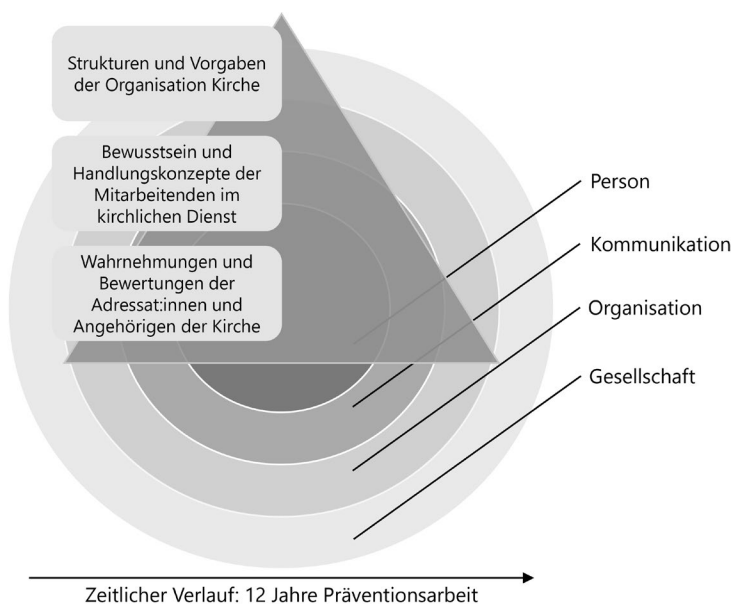 Strukturen und Vorgaben
der Organisation Kirche
Bewusstsein und
Handlungskonzepte der
Mitarbeitenden im
kirchlichen Dienst
Wahrnehmungen und
Bewertungen der
Adressat:innen und
Angehörigen der Kirche
Person
Kommunikation
Organisation
Gesellschaft
Zeitlicher Verlauf: 12 Jahre Präventionsarbeit